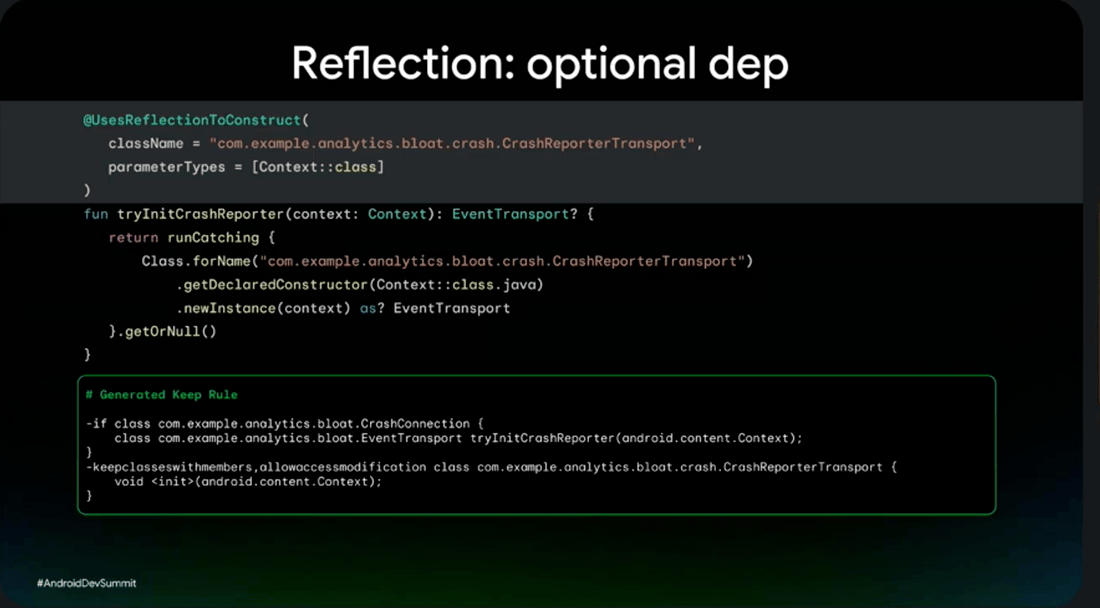 Reflection: optional dep
@UsesReflectionToConstruct(
className = "com.example.analytics.bloat.crash.CrashReporterTransport",
parameterTypes = [Context::class]
)
fun tryInitCrashReporter(context: Context): EventTransport? {
return runCatching {
Class.forName("com.example.analytics.bloat.crash.CrashReporterTransport")
.getDeclaredConstructor(Context::class.java)
.newInstance(context) as? EventTransport
}.getOrNull()
}
# Generated Keep Rule
-if class com.example.analytics.bloat.CrashConnection {
class com.example.analytics.bloat.EventTransport tryInitCrashReporter(android.content.Context);
}
-keepclasseswithmembers,allowaccessmodification class com.example.analytics.bloat.crash.CrashReporterTransport {
void <init>(android.content.Context);
}
#AndroidDevSummit